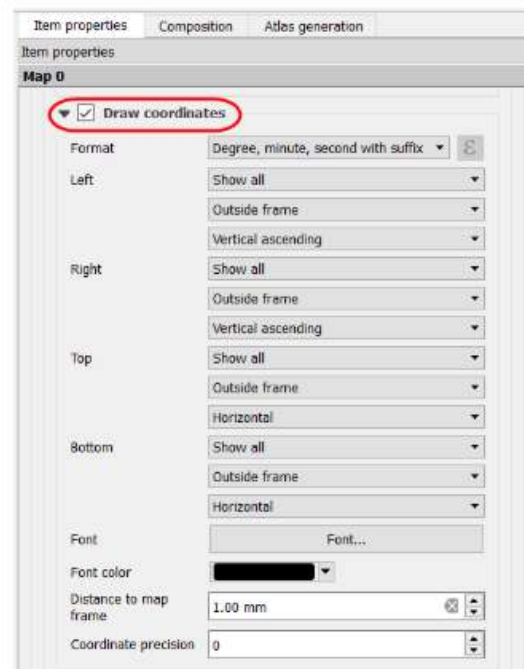 Item properties Composition Atlas generation
Item properties
Map 0
Draw coordinates
Format Degree, minute, second with suffix ε
Left Show all
Outside frame
Vertical ascending
Right Show all
Outside frame
Vertical ascending
Top Show all
Outside frame
Horizontal
Bottom Show all
Outside frame
Horizontal
Font Font...
Font color
Distance to map
frame 1.00 mm
Coordinate precision 0